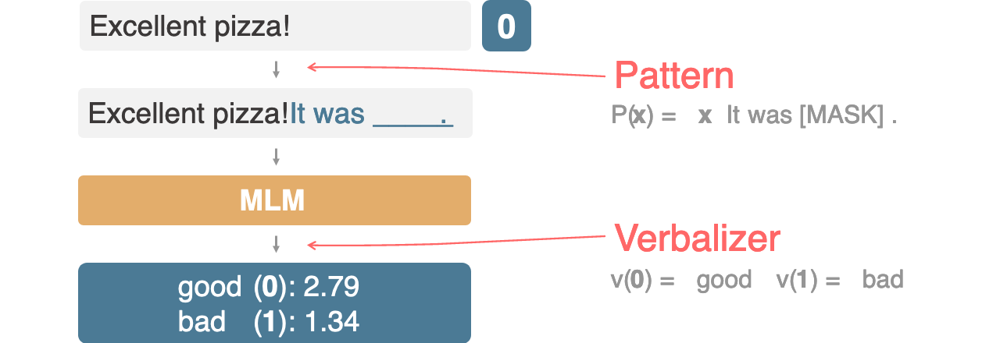 Excellent pizza! 0
Pattern
Excellent pizza!It was _____.
P(x) = x It was [MASK] .
MLM
Verbalizer
good (0): 2.79
v(0) = good v(1) = bad
bad (1): 1.34